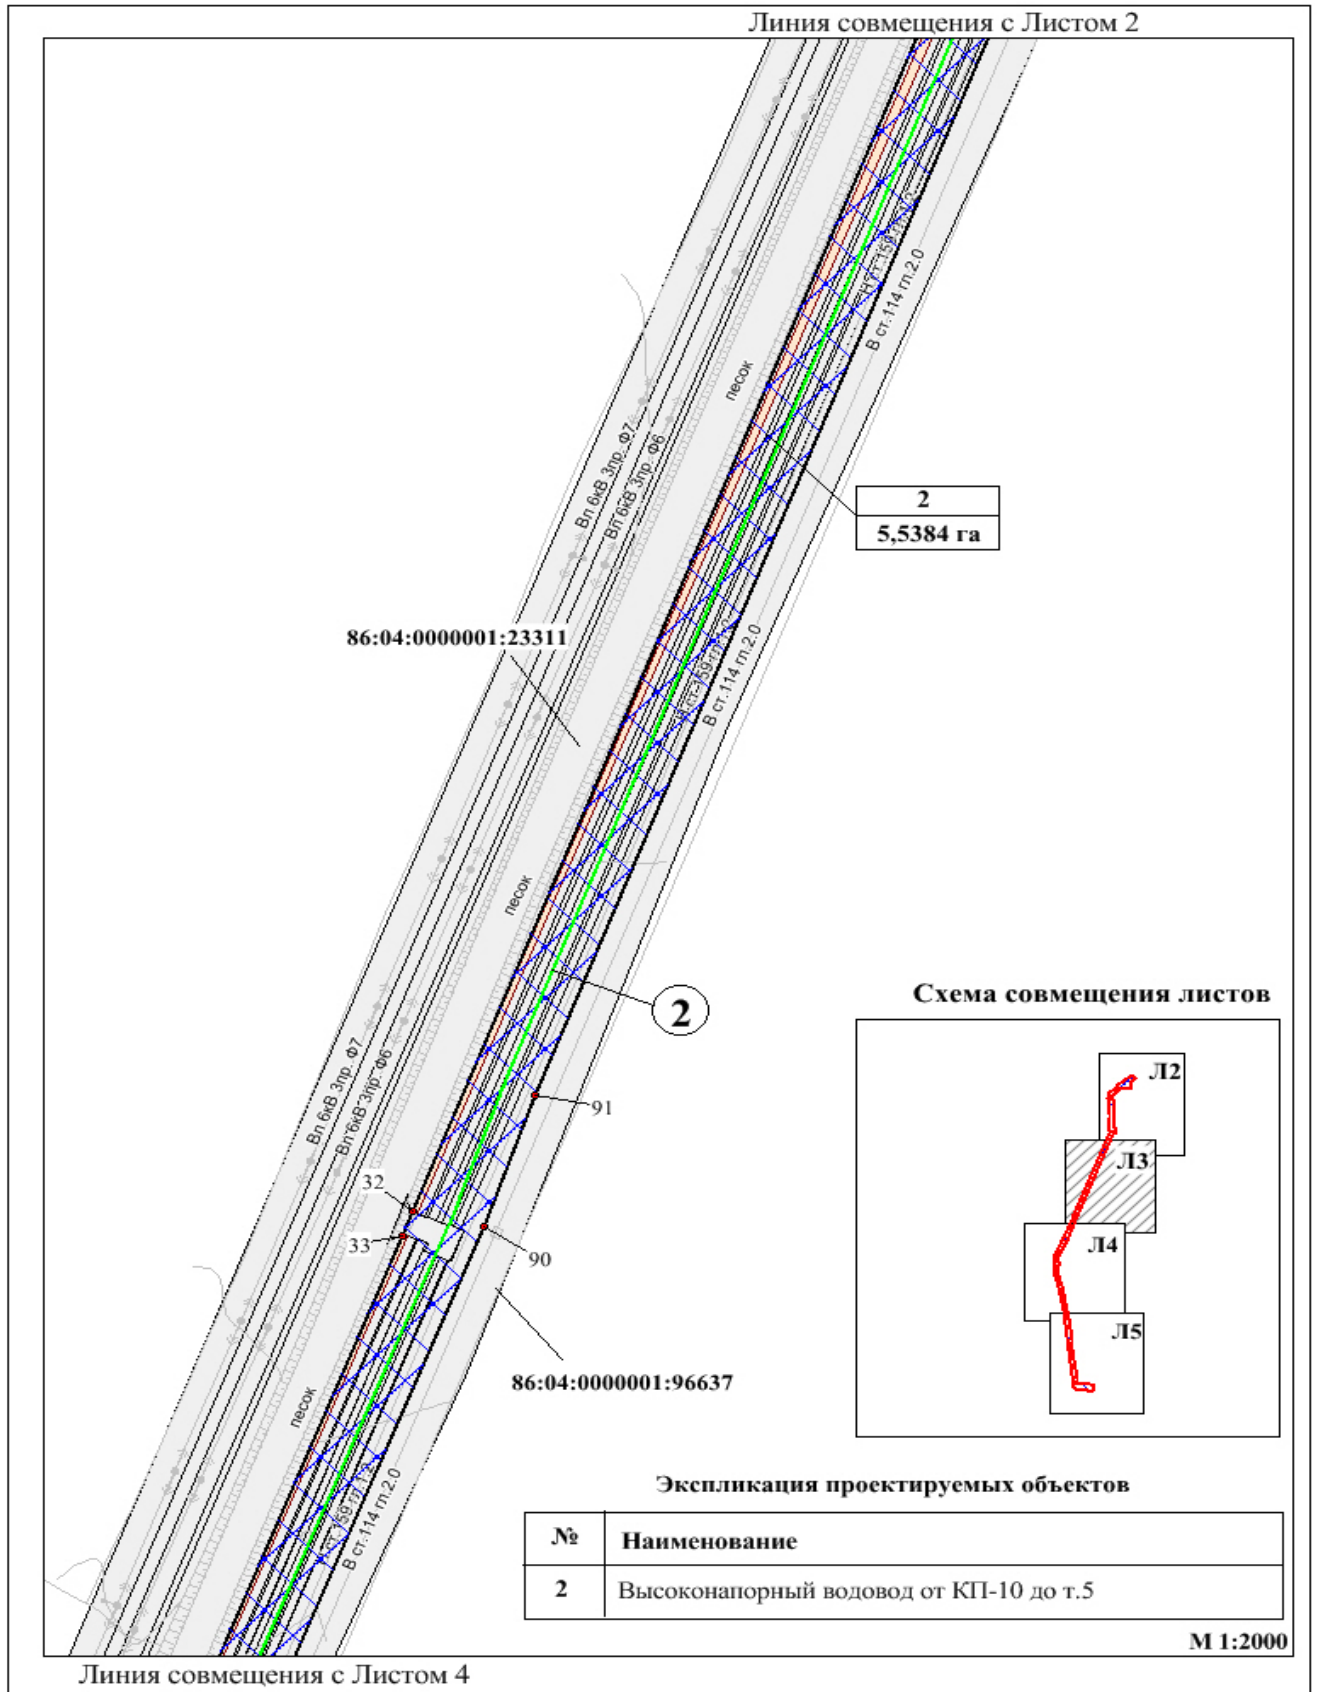 Линия совмещения с Листом 2
В ст.114 гл.2.0
песок
Вл 6кВ 3пр. Ф7
Вл 6кВ 3пр. Ф6
2
5,5384 га
86:04:0000001:23311
В ст.114 гл.2.0
песок
2
Схема совмещения листов
Л2
Л3
Л4
Л5
Вл 6кВ 3пр. Ф7
Вл 6кВ 3пр. Ф6
91
32
33
90
86:04:0000001:96637
песок
В ст.114 гл.2.0
Экспликация проектируемых объектов
№ Наименование
2 Высоконапорный водовод от КП-10 до т.5
М 1:2000
Линия совмещения с Листом 4